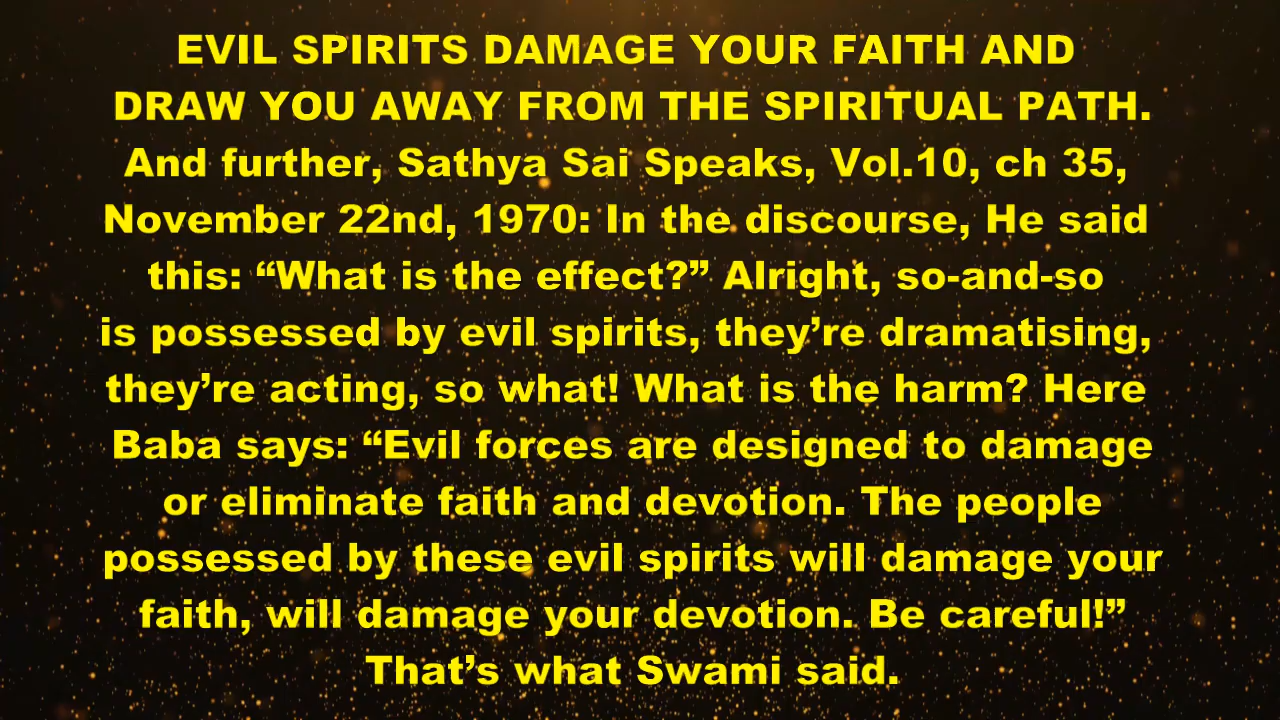 EVIL SPIRITS DAMAGE YOUR FAITH AND
DRAW YOU AWAY FROM THE SPIRITUAL PATH.
And further, Sathya Sai Speaks, Vol.10, ch 35,
November 22nd, 1970: In the discourse, He said
this: “What is the effect?” Alright, so-and-so
is possessed by evil spirits, they’re dramatising,
they’re acting, so what! What is the harm? Here
Baba says: “Evil forces are designed to damage
or eliminate faith and devotion. The people
possessed by these evil spirits will damage your
faith, will damage your devotion. Be careful!”
That’s what Swami said.